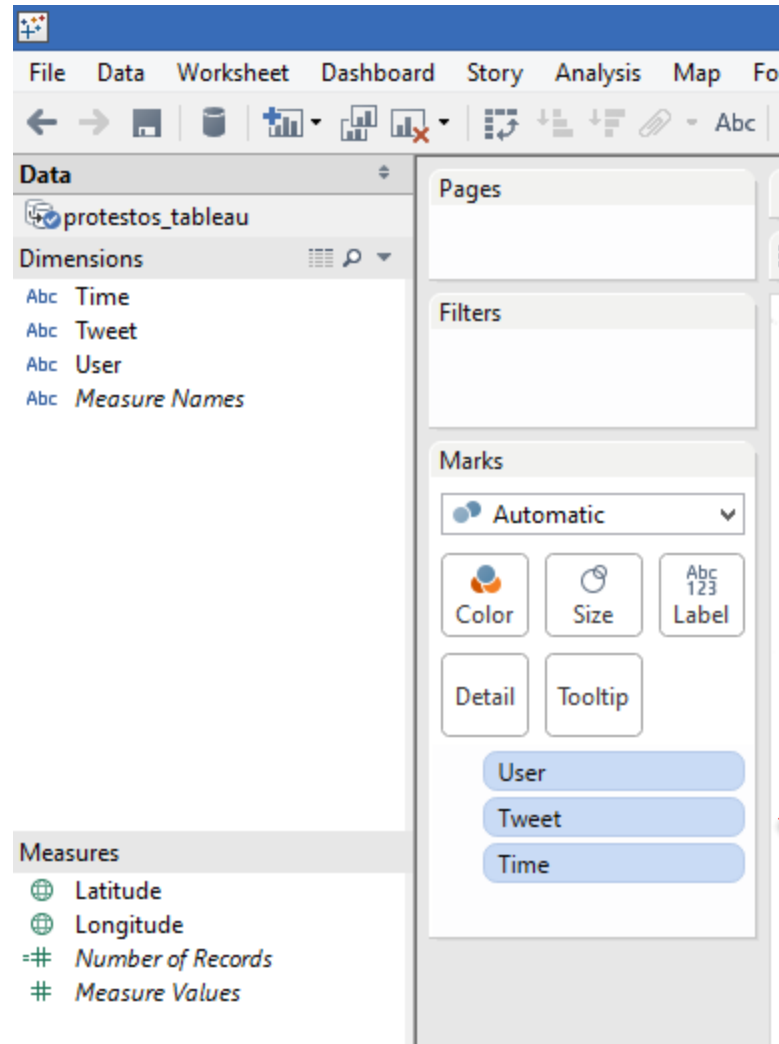 File Data Worksheet Dashboard Story Analysis Map Fo
Abc
Data
protestos_tableau
Dimensions
Abc Time
Abc Tweet
Abc User
Abc Measure Names
Measures
Latitude
Longitude
=# Number of Records
# Measure Values
Pages
Filters
Marks
Automatic
Color
Size
Abc
123
Label
Detail
Tooltip
User
Tweet
Time